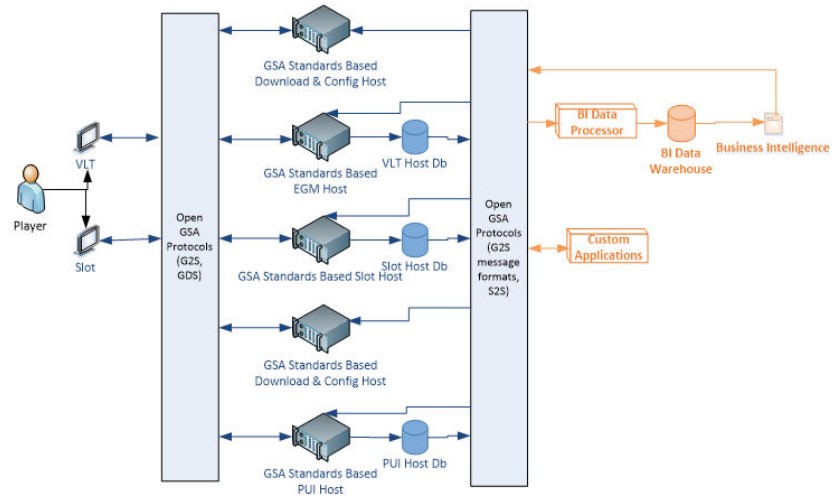 GSA Standards Based
Download & Config Host
GSA Standards Based
EGM Host
VLT Host Db
GSA Standards Based Slot Host
Slot Host Db
GSA Standards Based
Download & Config Host
GSA Standards Based
PUI Host
PUI Host Db
Player
VLT
Slot
Open
GSA
Protocols
(G2S,
GDS)
Open
GSA
Protocols
(G2S
message
formats,
S2S)
BI Data
Processor
BI Data
Warehouse
Business Intelligence
Custom
Applications